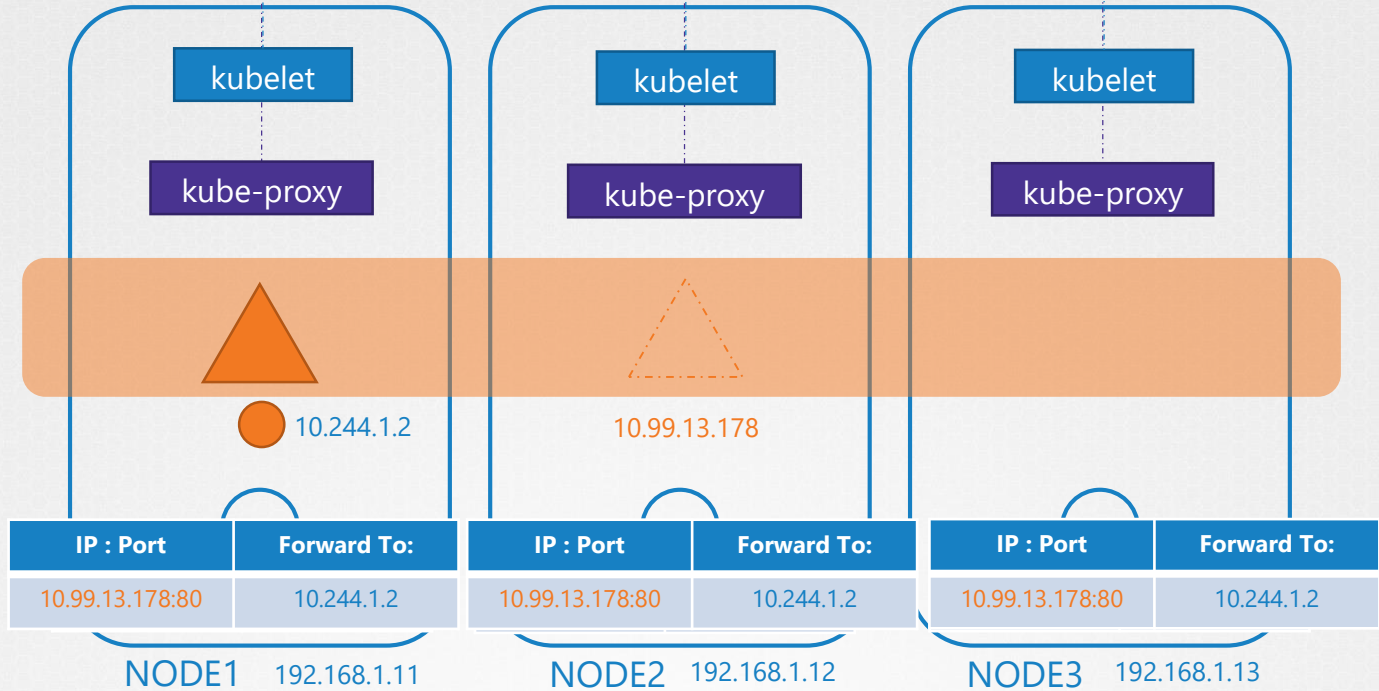 kubelet
kubelet
kubelet
kube-proxy
kube-proxy
kube-proxy
10.244.1.2
10.99.13.178
IP : Port Forward To:
10.99.13.178:80 10.244.1.2
IP : Port Forward To:
10.99.13.178:80 10.244.1.2
IP : Port Forward To:
10.99.13.178:80 10.244.1.2
NODE1 192.168.1.11
NODE2 192.168.1.12
NODE3 192.168.1.13